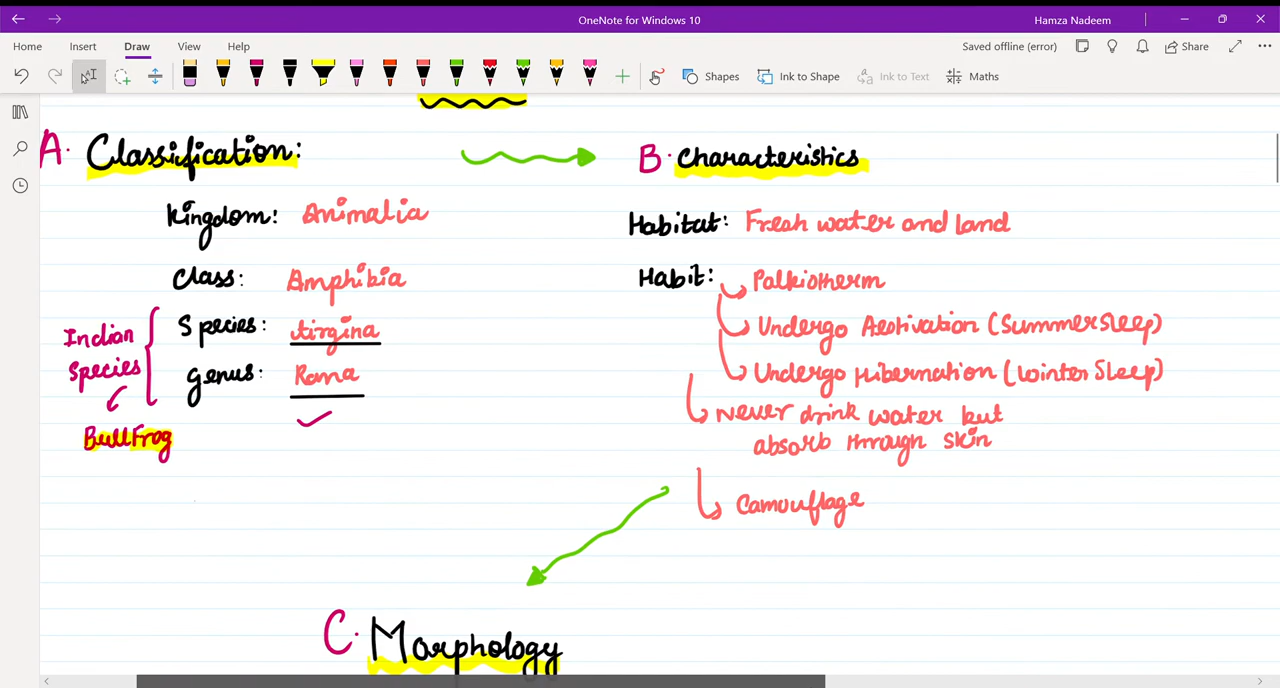 OneNote for Windows 10
Hamza Nadeem
Home
Insert
Draw
View
Help
Saved offline (error)
Share
Shapes
Ink to Shape
Ink to Text
Maths
A. Classification:
Kingdom: Animalia
Class: Amphibia
Species: tirgina
Genus: Rana
Indian
Species
BullFrog
B. Characteristics
Habitat: Fresh water and land
Habit: Palkiotherm
Undergo Aestivation (Summer Sleep)
Undergo Hibernation (Winter Sleep)
Never drink water but
absorb through skin
Camouflage
C. Morphology